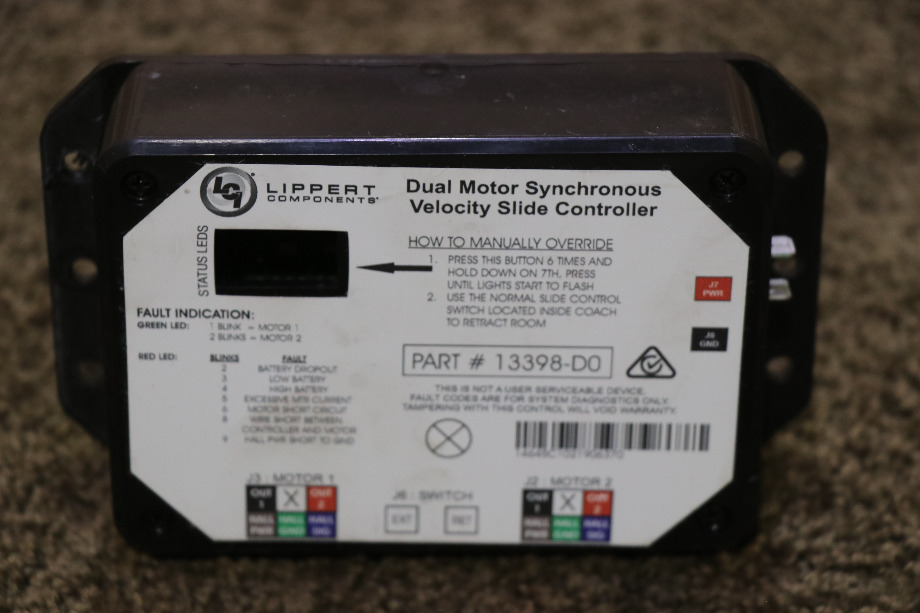 LCI
LIPPERT
COMPONENTS
Dual Motor Synchronous
Velocity Slide Controller
STATUS LEDS
HOW TO MANUALLY OVERRIDE
1. PRESS THIS BUTTON 6 TIMES AND
HOLD DOWN ON 7TH, PRESS
UNTIL LIGHTS START TO FLASH
2. USE THE NORMAL SLIDE CONTROL
SWITCH LOCATED INSIDE COACH
TO RETRACT ROOM
J7
PWR
J8
GND
FAULT INDICATION:
GREEN LED: 1 BLINK = MOTOR 1
2 BLINKS = MOTOR 2
RED LED: BLINKS FAULT
2 BATTERY DROPOUT
3 LOW BATTERY
4 HIGH BATTERY
5 EXCESSIVE MTR CURRENT
6 MOTOR SHORT CIRCUIT
8 WIRE SHORT BETWEEN
CONTROLLER AND MOTOR
9 HALL PWR SHORT TO GND
PART # 13398-D0
THIS IS NOT A USER SERVICEABLE DEVICE.
FAULT CODES ARE FOR SYSTEM DIAGNOSTICS ONLY.
TAMPERING WITH THIS CONTROL WILL VOID WARRANTY.
J3 : MOTOR 1
OUT 1 X OUT 2
HALL PWR HALL GND HALL SIG
J6 : SWITCH
EXT RET
J2 : MOTOR 2
OUT 1 X OUT 2
HALL PWR HALL GND HALL SIG